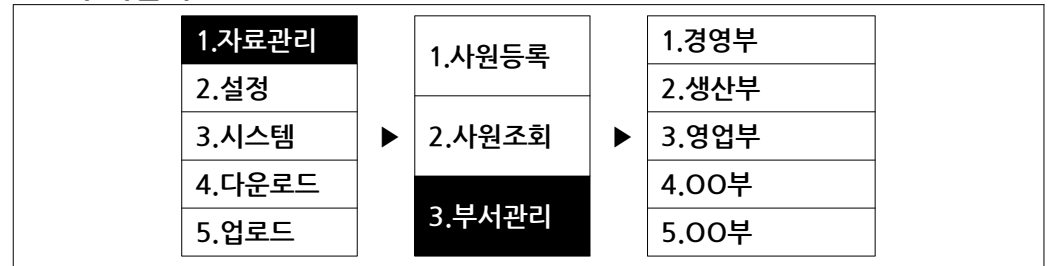 1.자료관리
2.설정
3.시스템
4.다운로드
5.업로드
▶
1.사원등록
2.사원조회
3.부서관리
▶
1.경영부
2.생산부
3.영업부
4.OO부
5.OO부